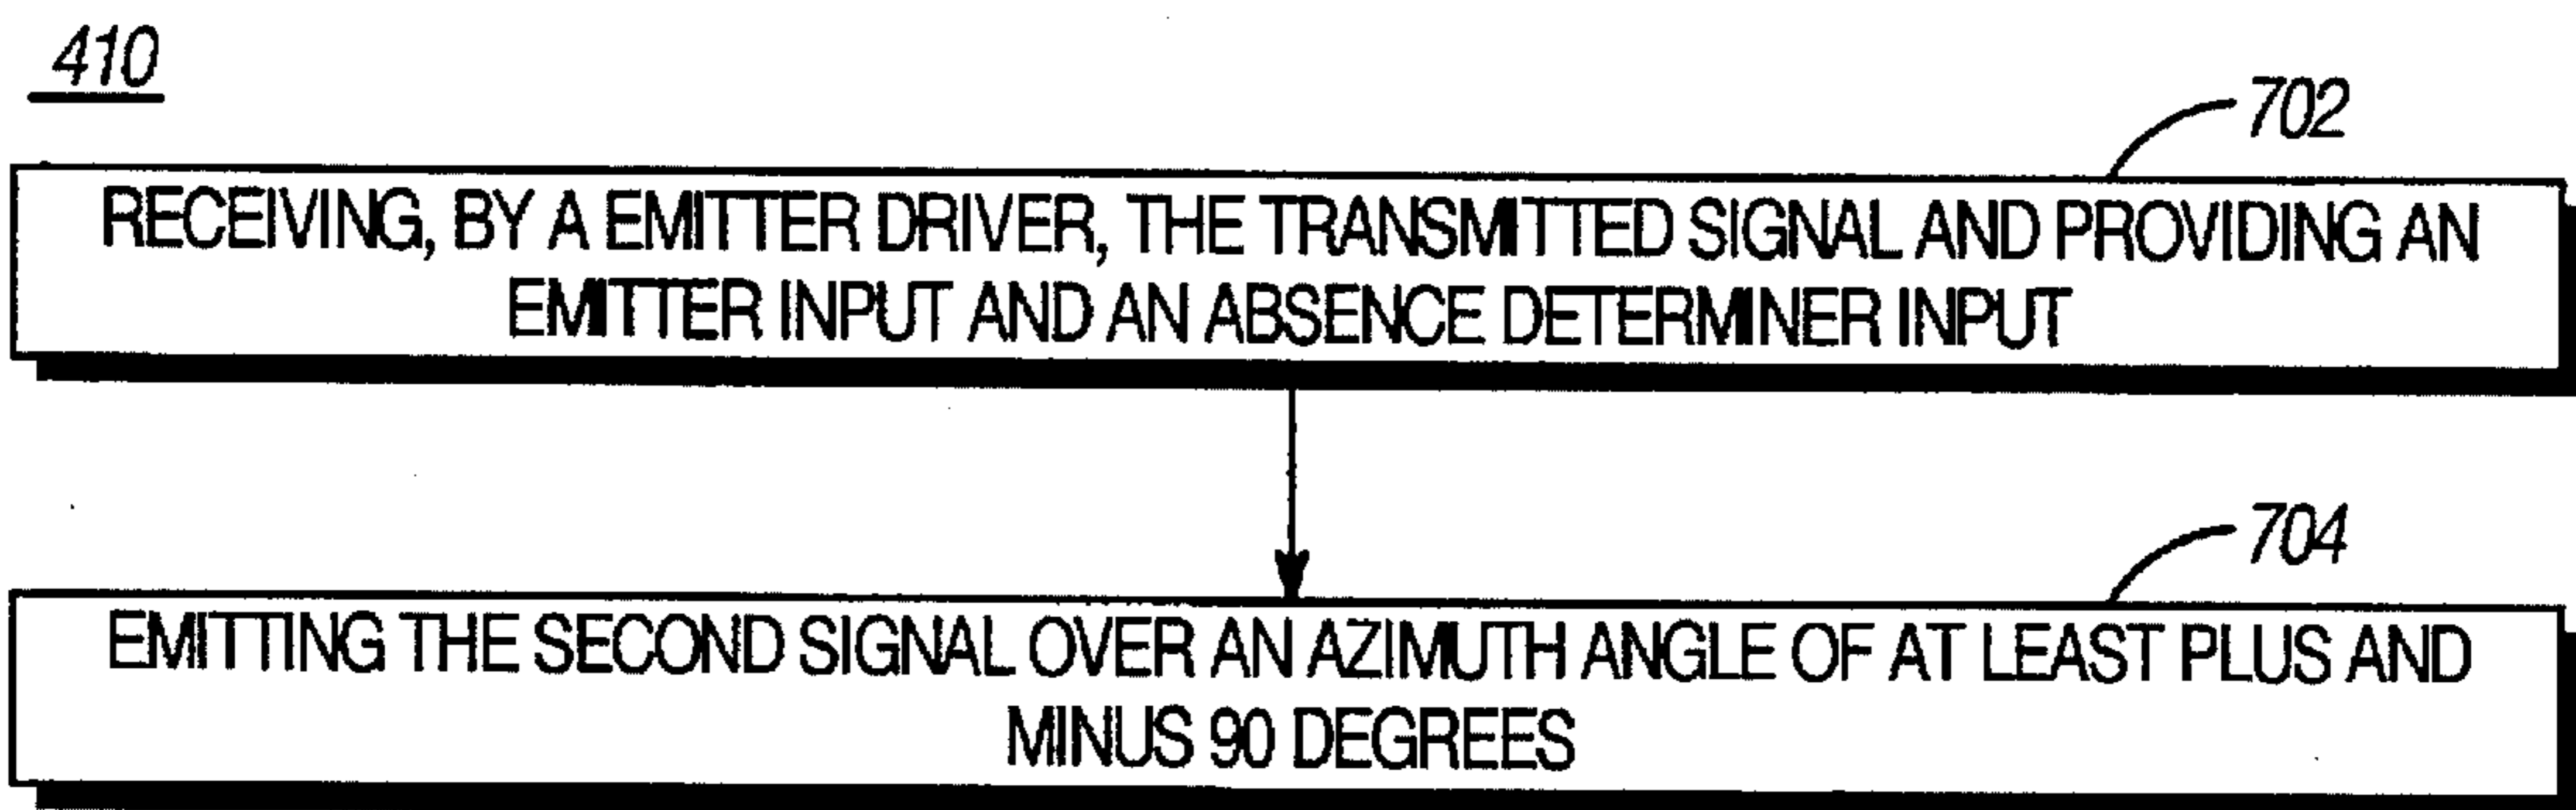 410
702
RECEIVING, BY A EMITTER DRIVER, THE TRANSMITTED SIGNAL AND PROVIDING AN
EMITTER INPUT AND AN ABSENCE DETERMINER INPUT
704
EMITTING THE SECOND SIGNAL OVER AN AZIMUTH ANGLE OF AT LEAST PLUS AND
MINUS 90 DEGREES